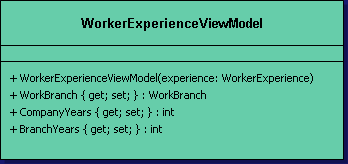 WorkerExperienceViewModel
+ WorkerExperienceViewModel(experience: WorkerExperience)
+ WorkBranch { get; set; } : WorkBranch
+ CompanyYears { get; set; } : int
+ BranchYears { get; set; } : int